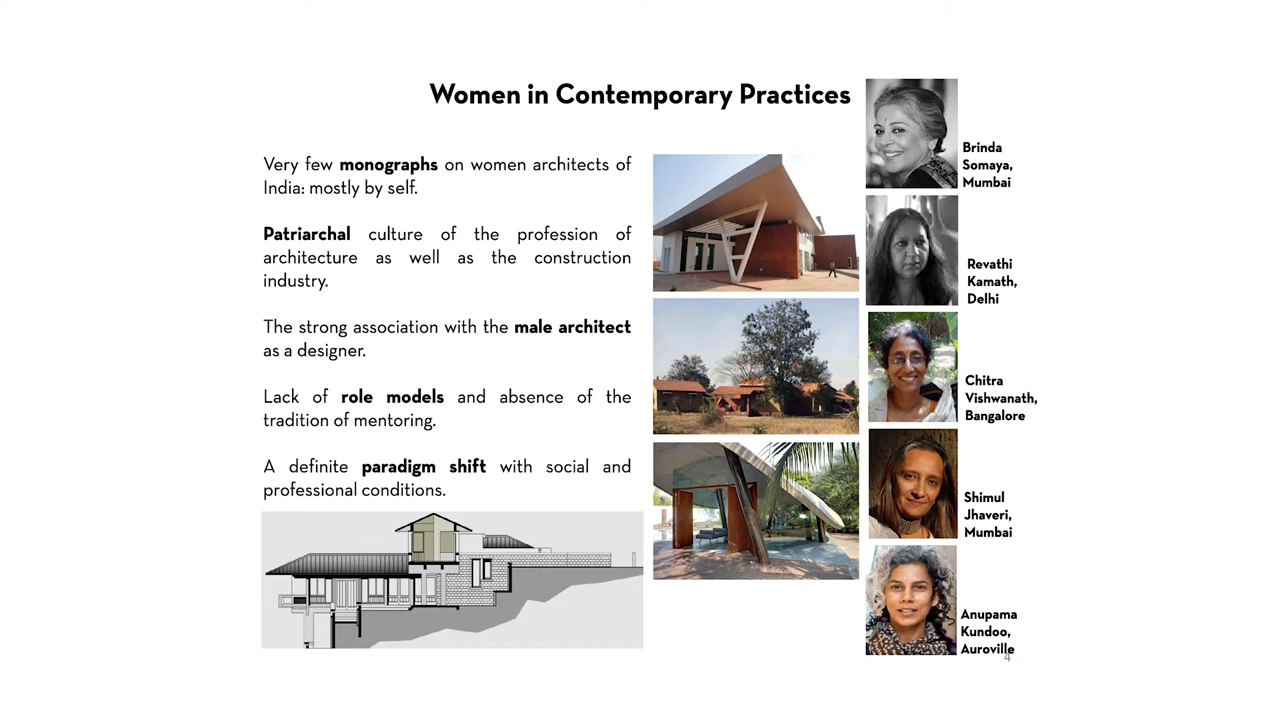 Women in Contemporary Practices
Very few monographs on women architects of
India: mostly by self.
Patriarchal culture of the profession of
architecture as well as the construction
industry.
The strong association with the male architect
as a designer.
Lack of role models and absence of the
tradition of mentoring.
A definite paradigm shift with social and
professional conditions.
Brinda
Somaya,
Mumbai
Revathi
Kamath,
Delhi
Chitra
Vishwanath,
Bangalore
Shimul
Jhaveri,
Mumbai
Anupama
Kundoo,
Auroville
4